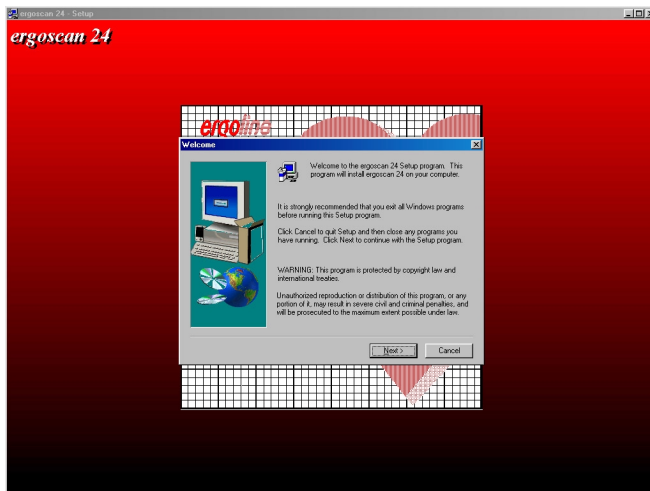 ergoscan 24 - Setup
ergoscan 24
ergoline
Welcome
Welcome to the ergoscan 24 Setup program. This
program will install ergoscan 24 on your computer.
It is strongly recommended that you exit all Windows programs
before running this Setup program.
Click Cancel to quit Setup and then close any programs you
have running. Click Next to continue with the Setup program.
WARNING: This program is protected by copyright law and
international treaties.
Unauthorized reproduction or distribution of this program, or any
portion of it, may result in severe civil and criminal penalties, and
will be prosecuted to the maximum extent possible under law.
Next > Cancel